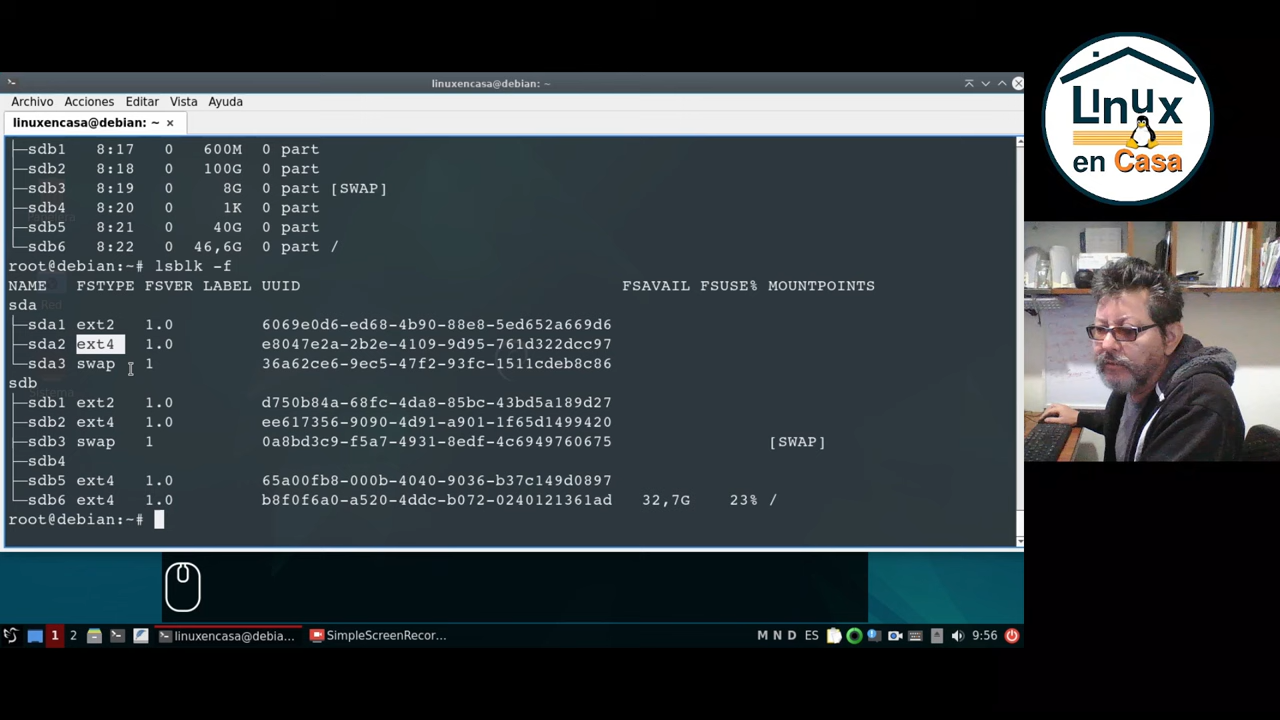 linuxencasa@debian: ~
Archivo Acciones Editar Vista Ayuda
linuxencasa@debian: ~ ×
├─sdb1 8:17 0 600M 0 part
├─sdb2 8:18 0 100G 0 part
├─sdb3 8:19 0 8G 0 part [SWAP]
├─sdb4 8:20 0 1K 0 part
├─sdb5 8:21 0 40G 0 part
└─sdb6 8:22 0 46,6G 0 part /
root@debian:~# lsblk -f
NAME FSTYPE FSVER LABEL UUID FSAVAIL FSUSE% MOUNTPOINTS
sda
├─sda1 ext2 1.0 6069e0d6-ed68-4b90-88e8-5ed652a669d6
├─sda2 ext4 1.0 e8047e2a-2b2e-4109-9d95-761d322dcc97
└─sda3 swap 1 36a62ce6-9ec5-47f2-93fc-1511cdeb8c86
sdb
├─sdb1 ext2 1.0 d750b84a-68fc-4da8-85bc-43bd5a189d27
├─sdb2 ext4 1.0 ee617356-9090-4d91-a901-1f65d1499420
├─sdb3 swap 1 0a8bd3c9-f5a7-4931-8edf-4c6949760675 [SWAP]
├─sdb4
├─sdb5 ext4 1.0 65a00fb8-000b-4040-9036-b37c149d0897
└─sdb6 ext4 1.0 b8f0f6a0-a520-4ddc-b072-0240121361ad 32,7G 23% /
root@debian:~#
1 2 linuxencasa@debia... SimpleScreenRecor... M N D ES 9:56
Linux
en Casa